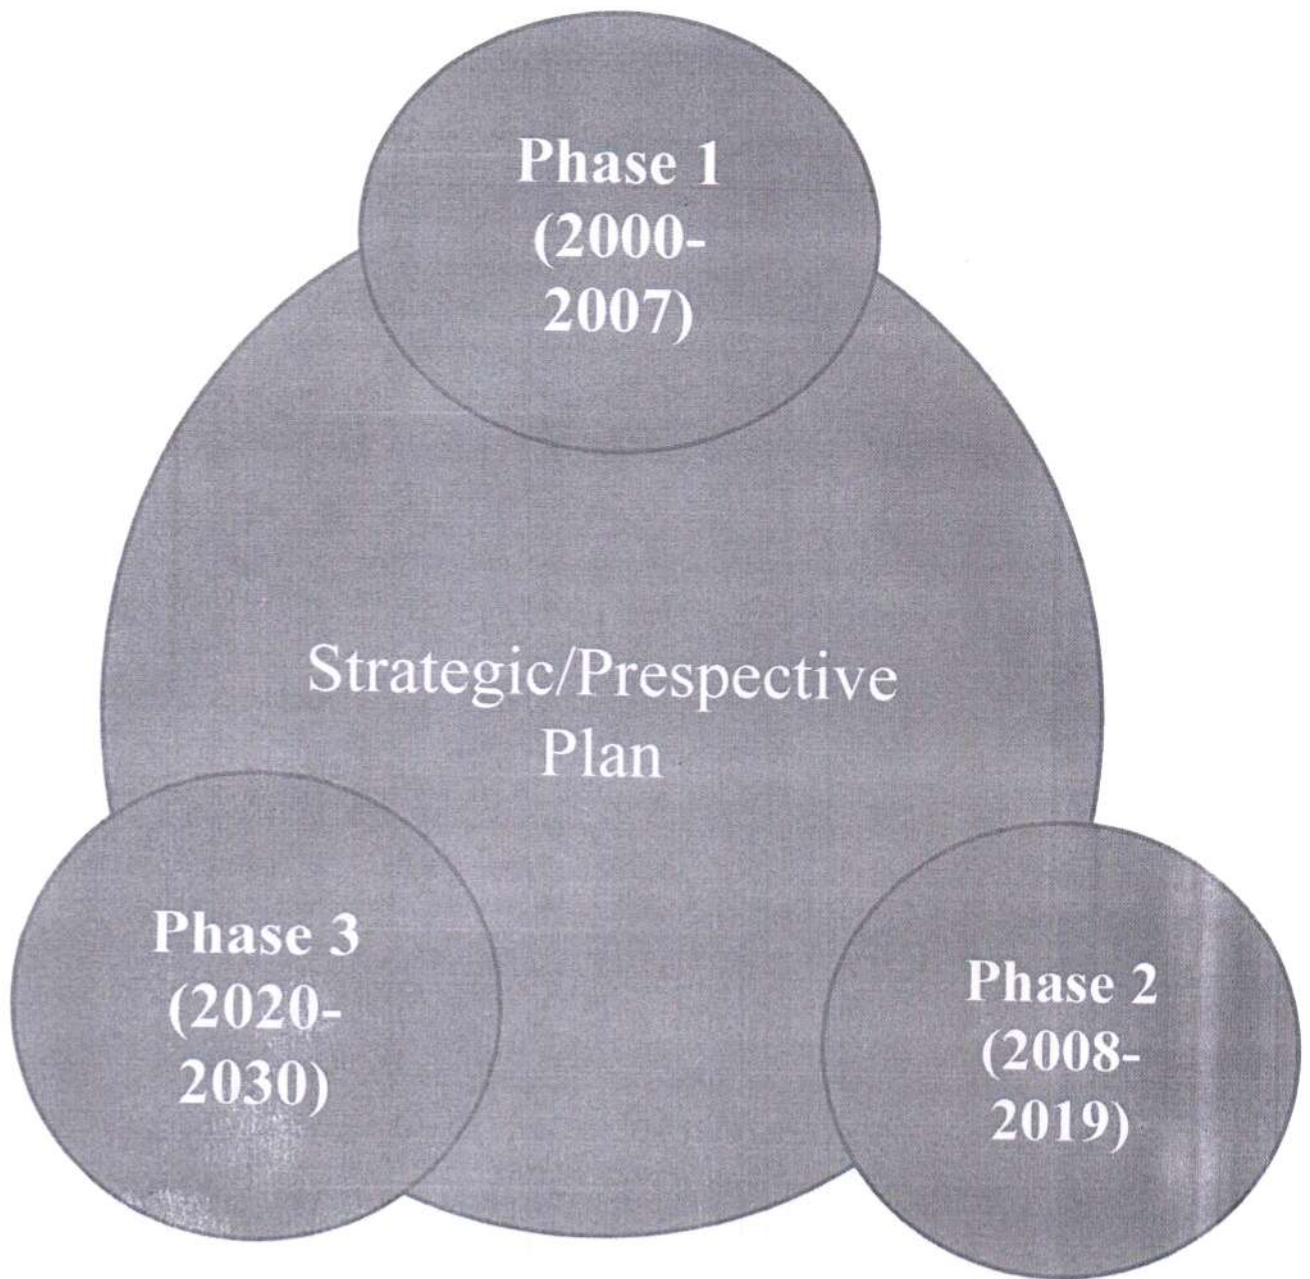 Phase 1
(2000-
2007)
Strategic/Prespective
Plan
Phase 3
(2020-
2030)
Phase 2
(2008-
2019)